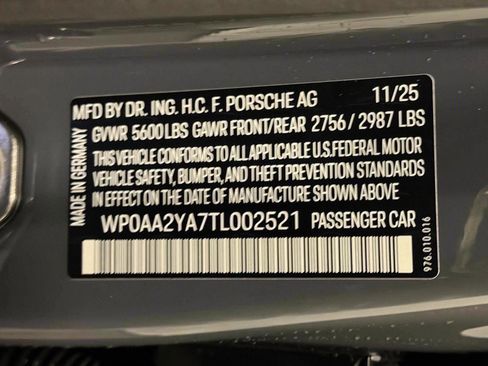 MFD BY DR. ING. H.C. F. PORSCHE AG 11/25
GVWR 5600 LBS GAWR FRONT/REAR 2756 / 2987 LBS
THIS VEHICLE CONFORMS TO ALL APPLICABLE U.S.FEDERAL MOTOR
VEHICLE SAFETY, BUMPER, AND THEFT PREVENTION STANDARDS
IN EFFECT ON THE DATE OF MANUFACTURE SHOWN ABOVE.
WP0AA2YA7TL002521 PASSENGER CAR
MADE IN GERMANY
976.010.016